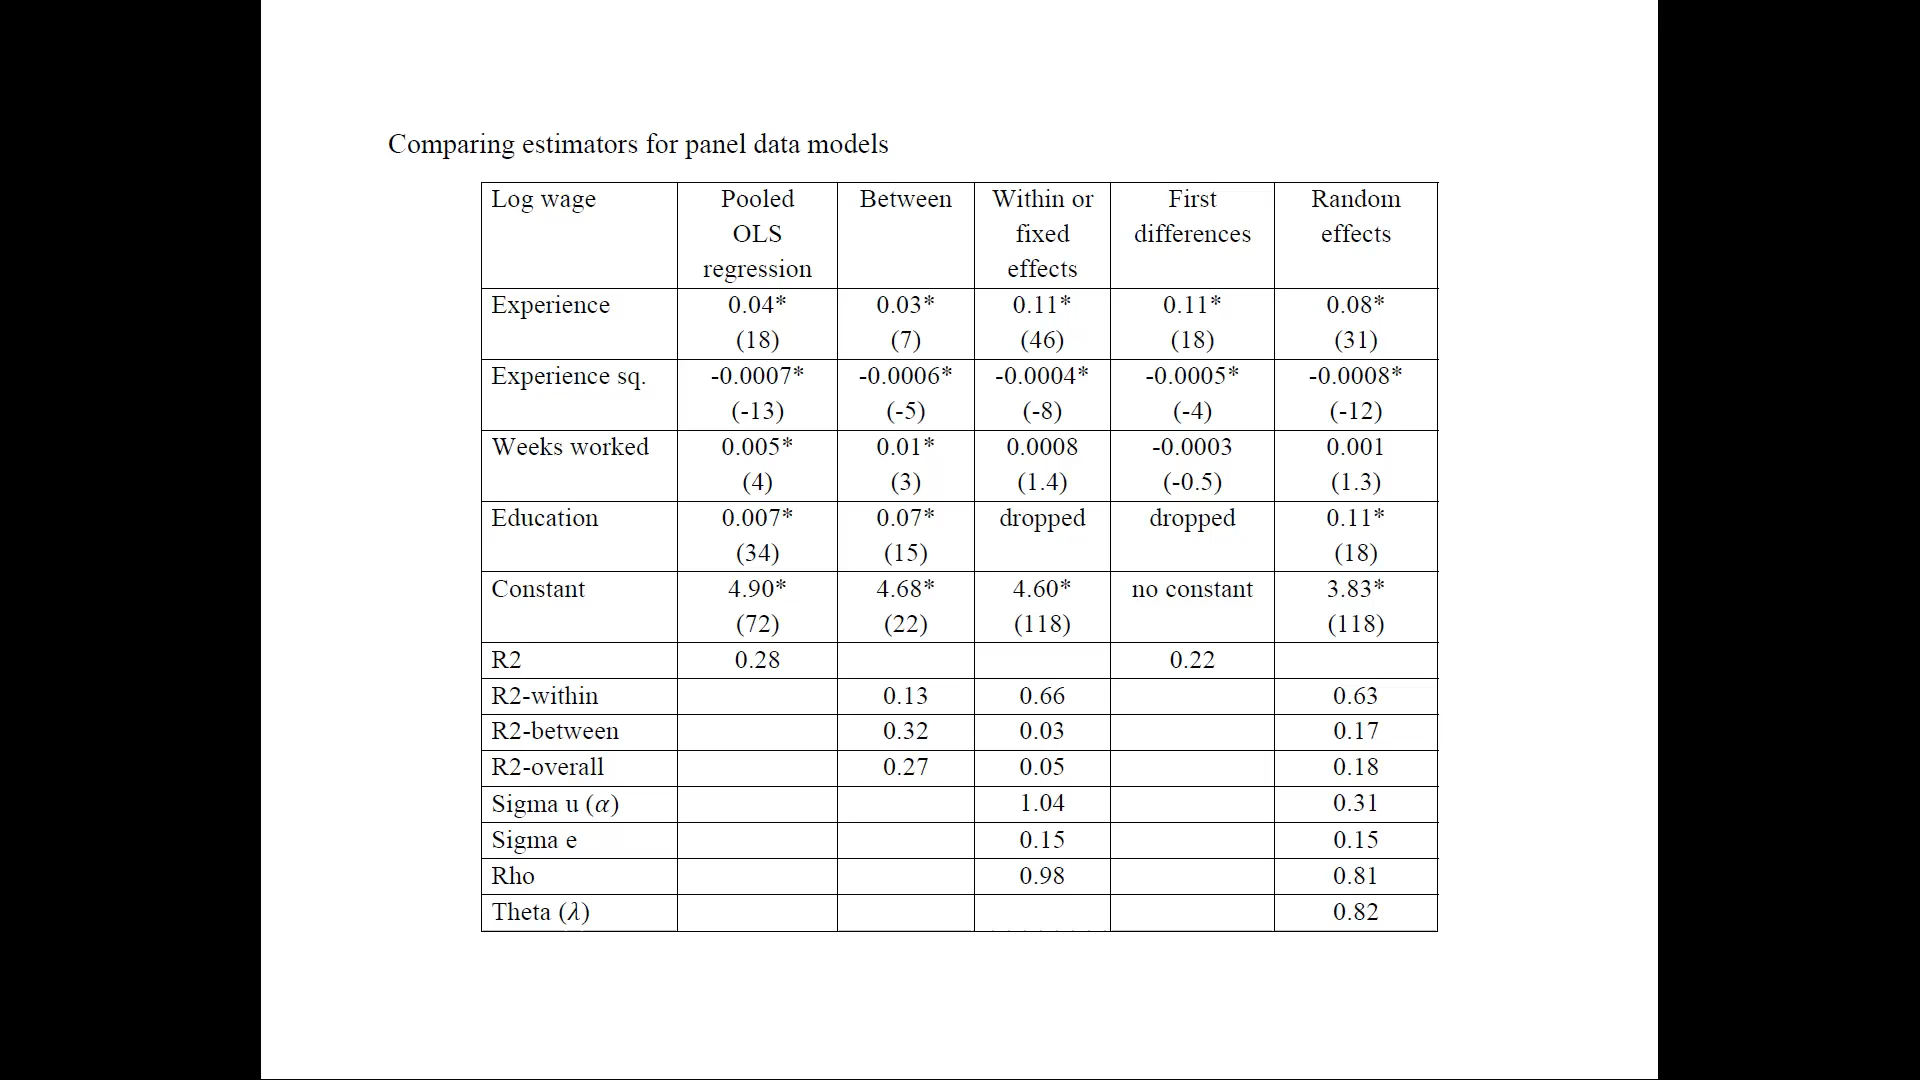 Comparing estimators for panel data models
Log wage Pooled Between Within or First Random
OLS fixed differences effects
regression effects
Experience 0.04* 0.03* 0.11* 0.11* 0.08*
(18) (7) (46) (18) (31)
Experience sq. -0.0007* -0.0006* -0.0004* -0.0005* -0.0008*
(-13) (-5) (-8) (-4) (-12)
Weeks worked 0.005* 0.01* 0.0008 -0.0003 0.001
(4) (3) (1.4) (-0.5) (1.3)
Education 0.007* 0.07* dropped dropped 0.11*
(34) (15) (18)
Constant 4.90* 4.68* 4.60* no constant 3.83*
(72) (22) (118) (118)
R2 0.28 0.22
R2-within 0.13 0.66 0.63
R2-between 0.32 0.03 0.17
R2-overall 0.27 0.05 0.18
Sigma u (α) 1.04 0.31
Sigma e 0.15 0.15
Rho 0.98 0.81
Theta (λ) 0.82